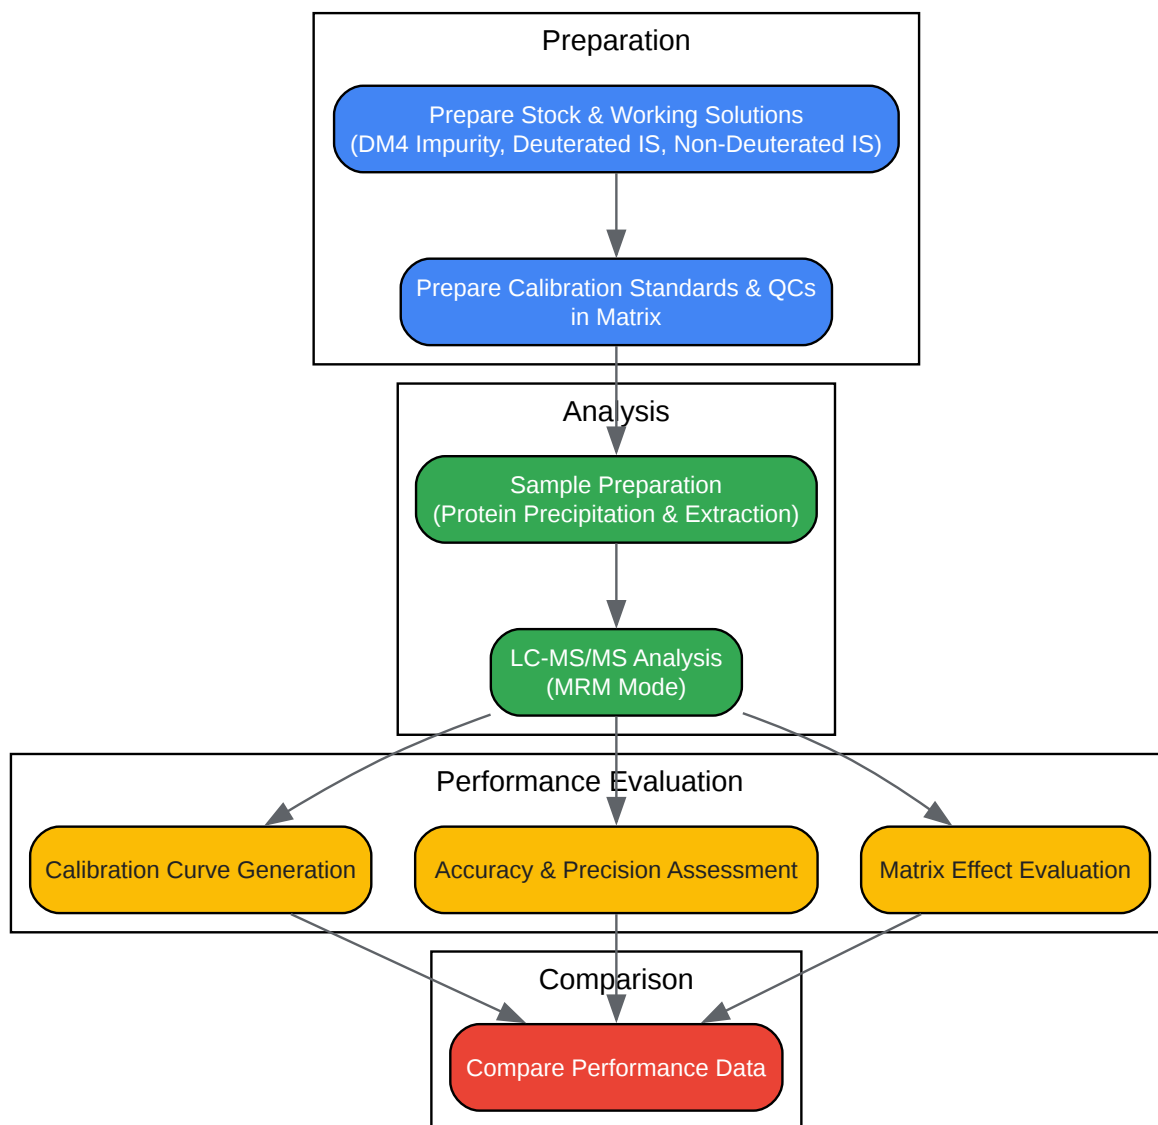 Preparation
Prepare Stock & Working Solutions
(DM4 Impurity, Deuterated IS, Non-Deuterated IS)
Prepare Calibration Standards & QCs
in Matrix
Analysis
Sample Preparation
(Protein Precipitation & Extraction)
LC-MS/MS Analysis
(MRM Mode)
Performance Evaluation
Calibration Curve Generation
Accuracy & Precision Assessment
Matrix Effect Evaluation
Comparison
Compare Performance Data